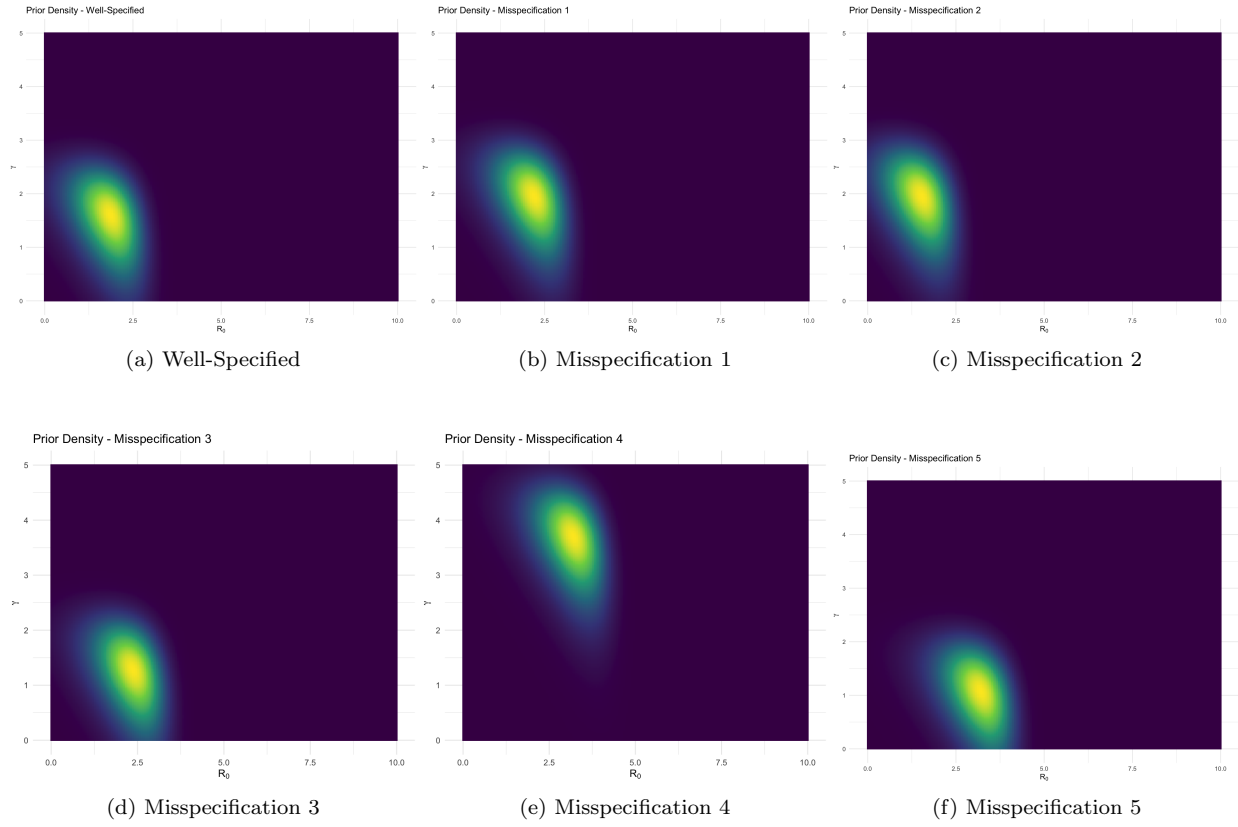 Prior Density - Well-Specified
5
4
3
2
1
0
γ
0.0 2.5 5.0 7.5 10.0
R₀
(a) Well-Specified
Prior Density - Misspecification 1
5
4
3
2
1
0
γ
0.0 2.5 5.0 7.5 10.0
R₀
(b) Misspecification 1
Prior Density - Misspecification 2
5
4
3
2
1
0
γ
0.0 2.5 5.0 7.5 10.0
R₀
(c) Misspecification 2
Prior Density - Misspecification 3
5
4
3
2
1
0
γ
0.0 2.5 5.0 7.5 10.0
R₀
(d) Misspecification 3
Prior Density - Misspecification 4
5
4
3
2
1
0
γ
0.0 2.5 5.0 7.5 10.0
R₀
(e) Misspecification 4
Prior Density - Misspecification 5
5
4
3
2
1
0
γ
0.0 2.5 5.0 7.5 10.0
R₀
(f) Misspecification 5